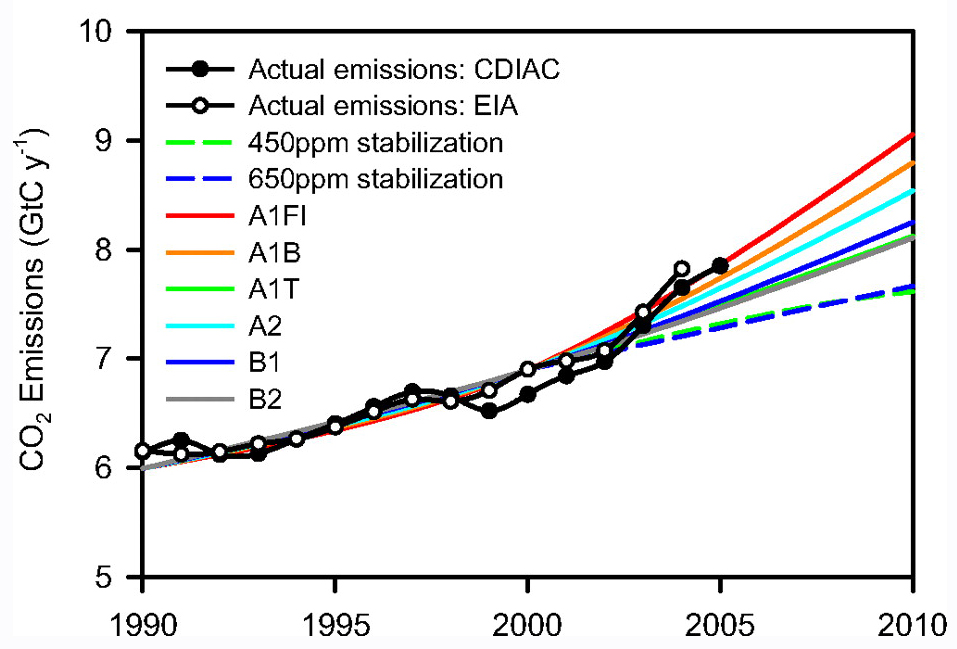 10
Actual emissions: CDIAC
Actual emissions: EIA
9
450ppm stabilization
650ppm stabilization
A1FI
A1B
8
A1T
A2
7
B1
B2
6
5
CO₂ Emissions (GtC y⁻¹)
1990 1995 2000 2005 2010